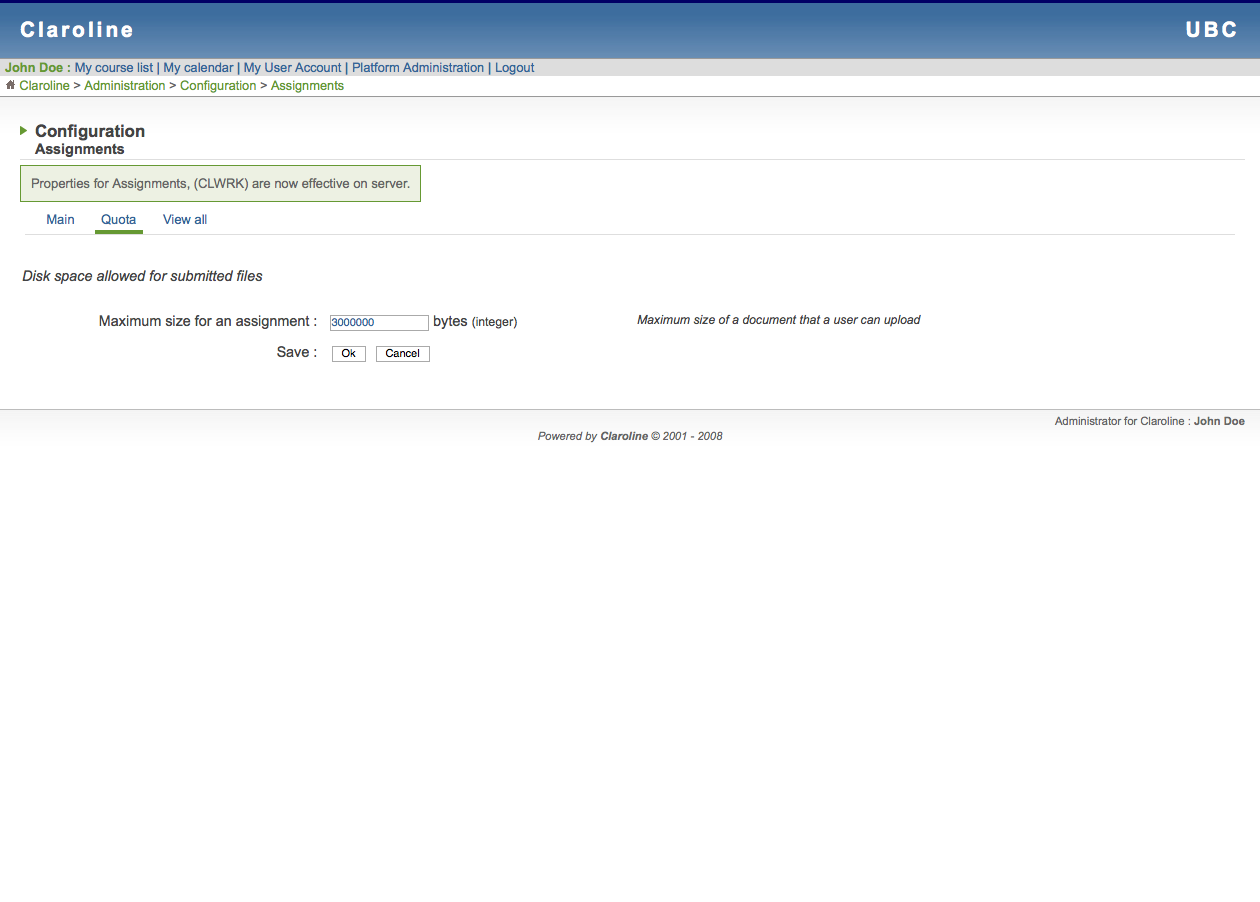 Claroline UBC
John Doe : My course list | My calendar | My User Account | Platform Administration | Logout
Claroline > Administration > Configuration > Assignments
Configuration
Assignments
Properties for Assignments, (CLWRK) are now effective on server.
Main Quota View all
Disk space allowed for submitted files
Maximum size for an assignment : 3000000 bytes (integer) Maximum size of a document that a user can upload
Save : Ok Cancel
Administrator for Claroline : John Doe
Powered by Claroline © 2001 - 2008